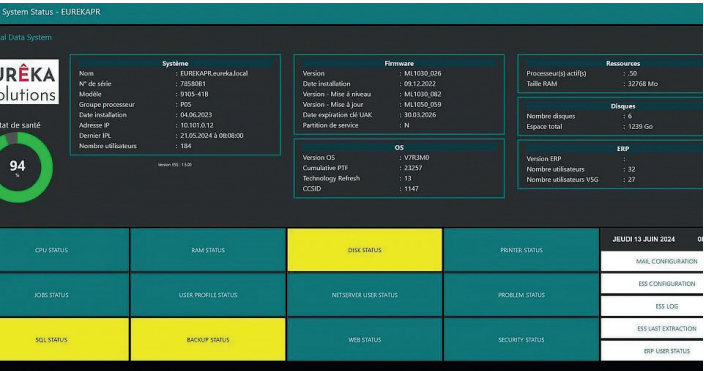 System Status - EUREKAPR
al Data System
URÊKA
olutions
tat de santé
94
%
Système
Nom : EUREKAPR.eureka.local
N° de série : 7858081
Modèle : 9105-41B
Groupe processeur : P05
Date installation : 04.06.2023
Adresse IP : 10.101.0.12
Dernier IPL : 21.05.2024 à 08:08:00
Nombre utilisateurs : 184
Version ESS : 1.5.00
Firmware
Version : ML1030_026
Date installation : 09.12.2022
Version - Mise à niveau : ML1030_082
Version - Mise à jour : ML1050_059
Date expiration clé UAK : 30.03.2026
Partition de service : N
OS
Version OS : V7R3M0
Cumulative PTF : 23257
Technology Refresh : 13
CCSID : 1147
Ressources
Processeur(s) actif(s) : .50
Taille RAM : 32768 Mo
Disques
Nombre disques : 6
Espace total : 1239 Go
ERP
Version ERP :
Nombre utilisateurs : 32
Nombre utilisateurs VSG : 27
CPU STATUS
RAM STATUS
DISK STATUS
PRINTER STATUS
JOBS STATUS
USER PROFILE STATUS
NETSERVER USER STATUS
PROBLEM STATUS
SQL STATUS
BACKUP STATUS
WEB STATUS
SECURITY STATUS
JEUDI 13 JUIN 2024
MAIL CONFIGURATION
ESS CONFIGURATION
ESS LOG
ESS LAST EXTRACTION
ERP USER STATUS